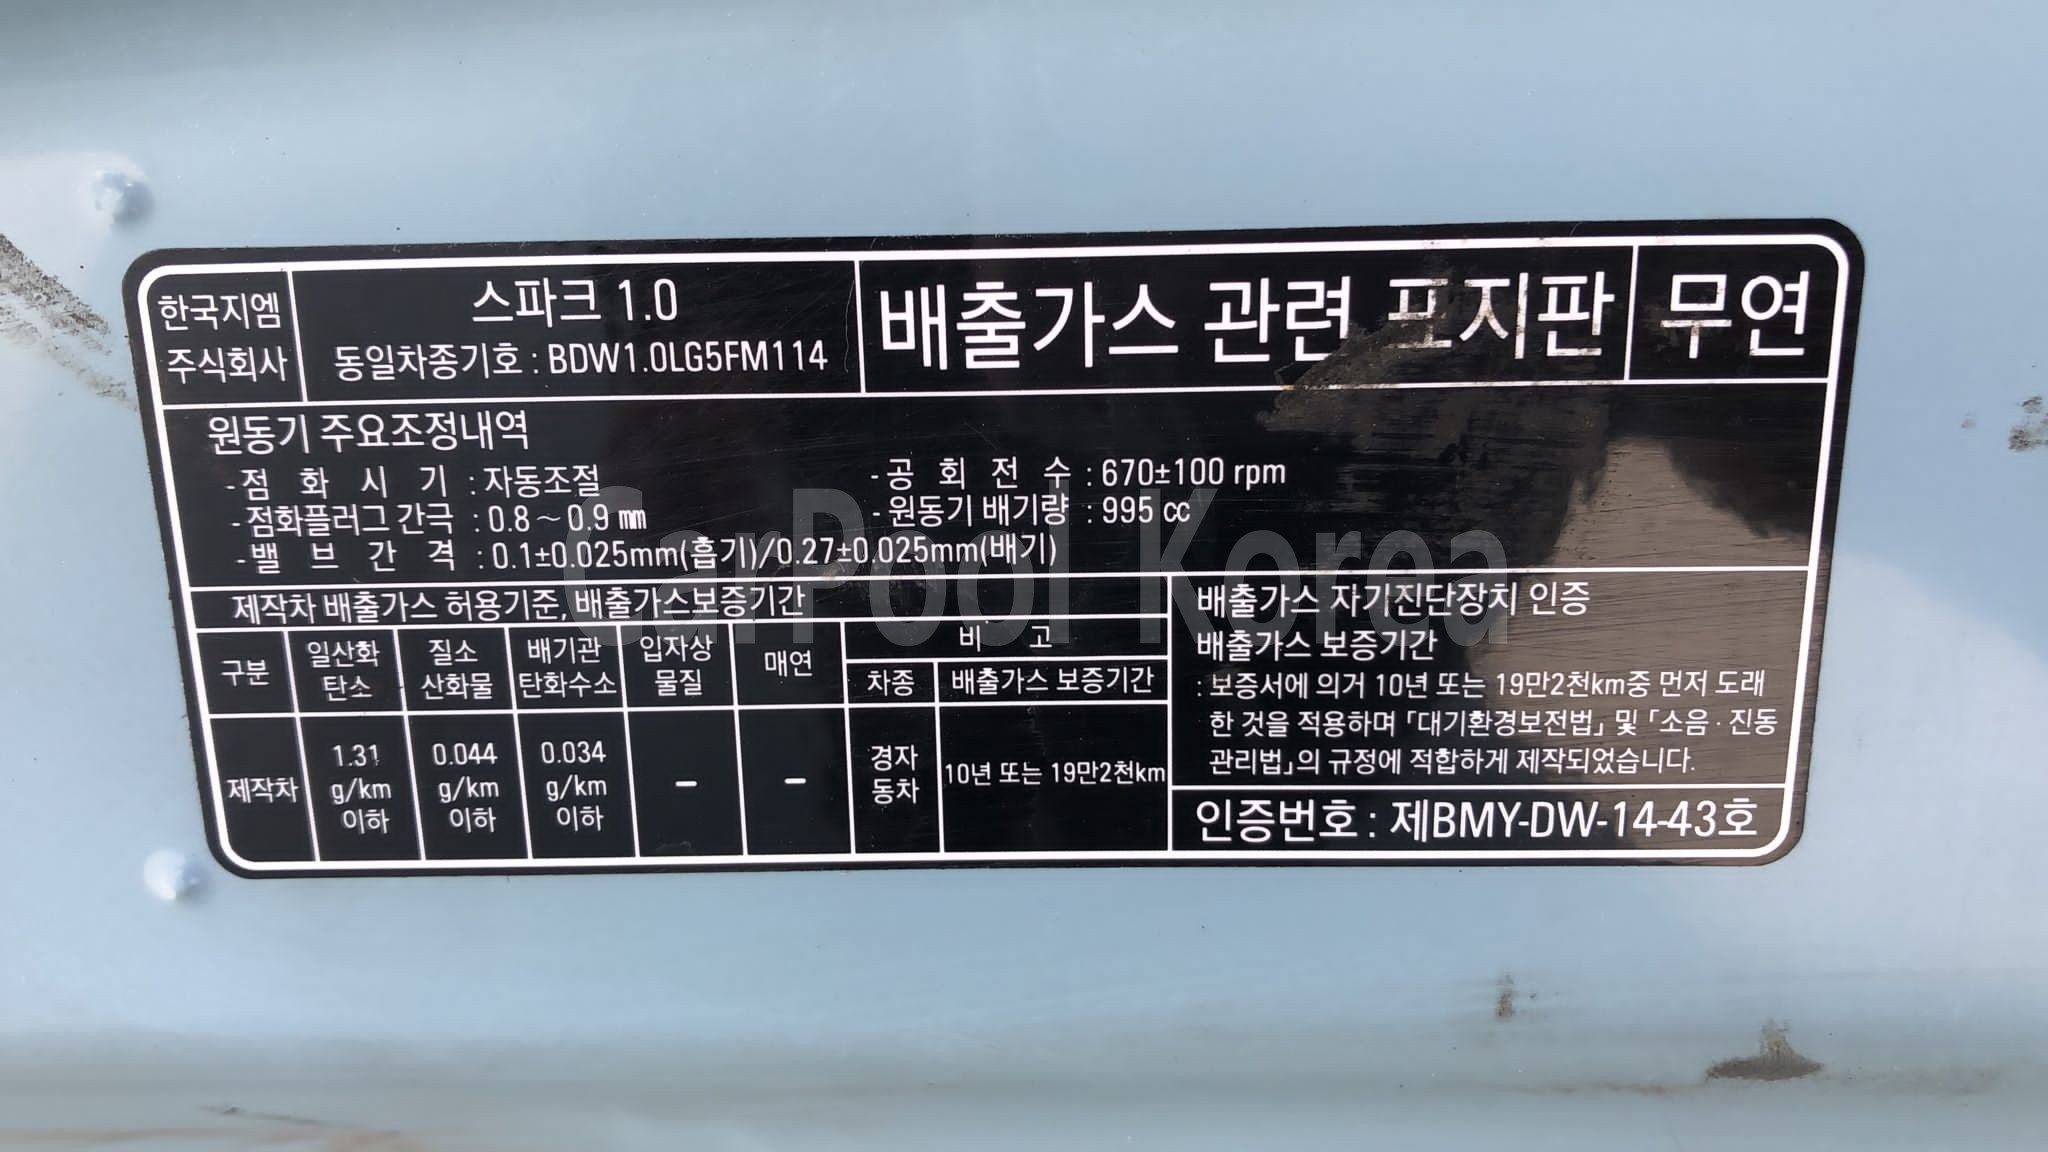 한국지엠
주식회사
스파크 1.0
동일차종기호 : BDW1.0LG5FM114
배출가스 관련 표지판
무연
원동기 주요조정내역
- 점 화 시 기 : 자동조절
- 점화플러그 간극 : 0.8 ~ 0.9 ㎜
- 밸 브 간 격 : 0.1±0.025mm(흡기)/0.27±0.025mm(배기)
- 공 회 전 수 : 670±100 rpm
- 원동기 배기량 : 995 ㏄
제작차 배출가스 허용기준, 배출가스보증기간
구분
일산화
탄소
질소
산화물
배기관
탄화수소
입자상
물질
매연
비 고
차종
배출가스 보증기간
제작차
1.31
g/km
이하
0.044
g/km
이하
0.034
g/km
이하
–
–
경자
동차
10년 또는 19만2천km
배출가스 자기진단장치 인증
배출가스 보증기간
: 보증서에 의거 10년 또는 19만2천km중 먼저 도래
한 것을 적용하며 「대기환경보전법」 및 「소음 · 진동
관리법」의 규정에 적합하게 제작되었습니다.
인증번호 : 제BMY-DW-14-43호
CarPool Korea